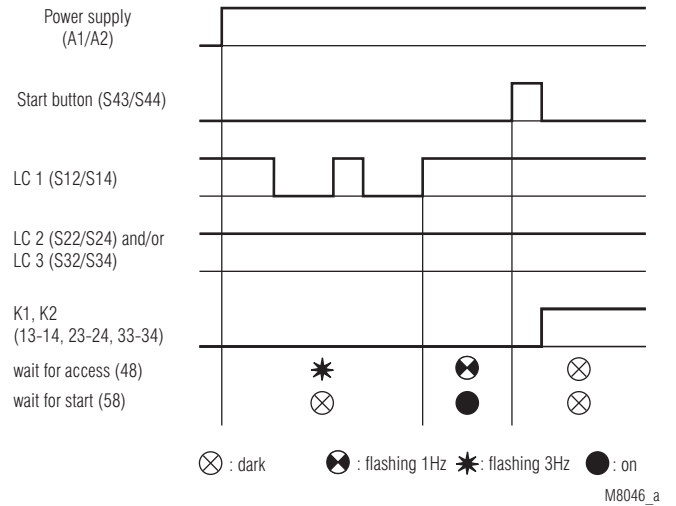 Power supply
(A1/A2)
Start button (S43/S44)
LC 1 (S12/S14)
LC 2 (S22/S24) and/or
LC 3 (S32/S34)
K1, K2
(13-14, 23-24, 33-34)
wait for access (48)
wait for start (58)
: dark : flashing 1Hz : flashing 3Hz : on
M8046_a